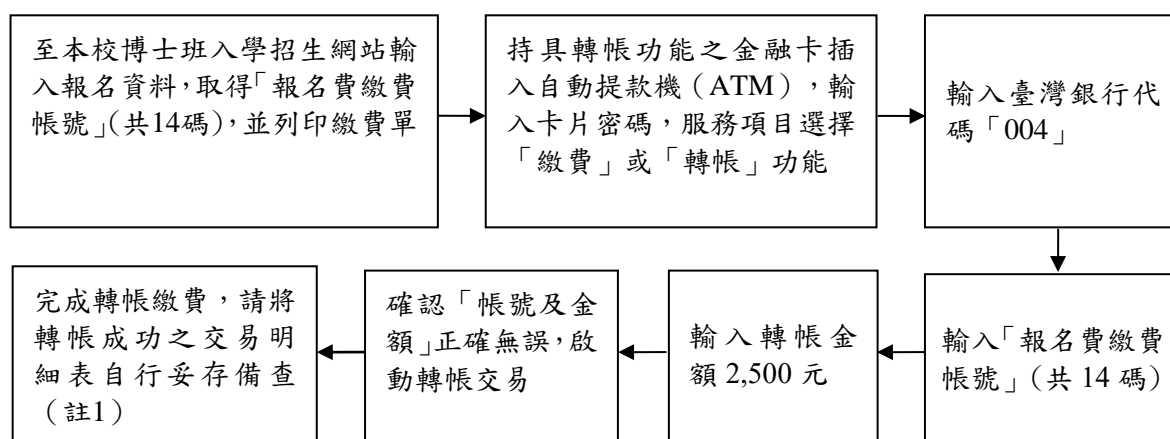 至本校博士班入學招生網站輸
入報名資料,取得「報名費繳費
帳號」(共14碼),並列印繳費單
持具轉帳功能之金融卡插
入自動提款機(ATM),輸
入卡片密碼,服務項目選擇
「繳費」或「轉帳」功能
輸入臺灣銀行代
碼「004」
輸入「報名費繳費
帳號」(共 14 碼)
輸入轉帳金
額 2,500 元
確認「帳號及金
額」正確無誤,啟
動轉帳交易
完成轉帳繳費,請將
轉帳成功之交易明
細表自行妥存備查
(註1)